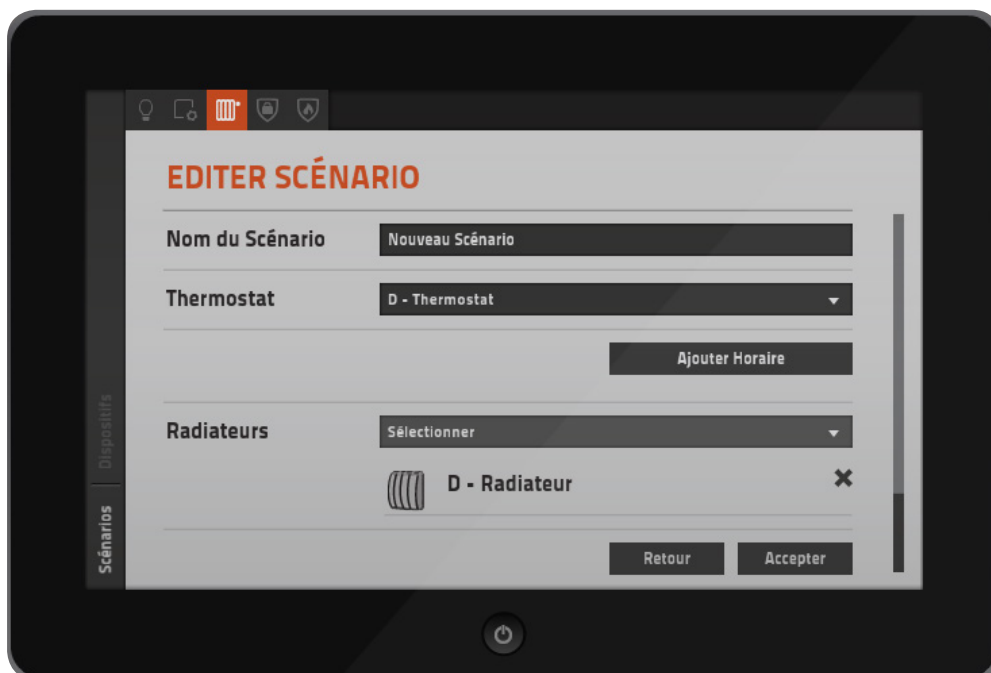 EDITER SCÉNARIO
Nom du Scénario
Nouveau Scénario
Thermostat
D - Thermostat
Ajouter Horaire
Radiateurs
Sélectionner
D - Radiateur
Retour
Accepter
Dispositifs
Scénarios